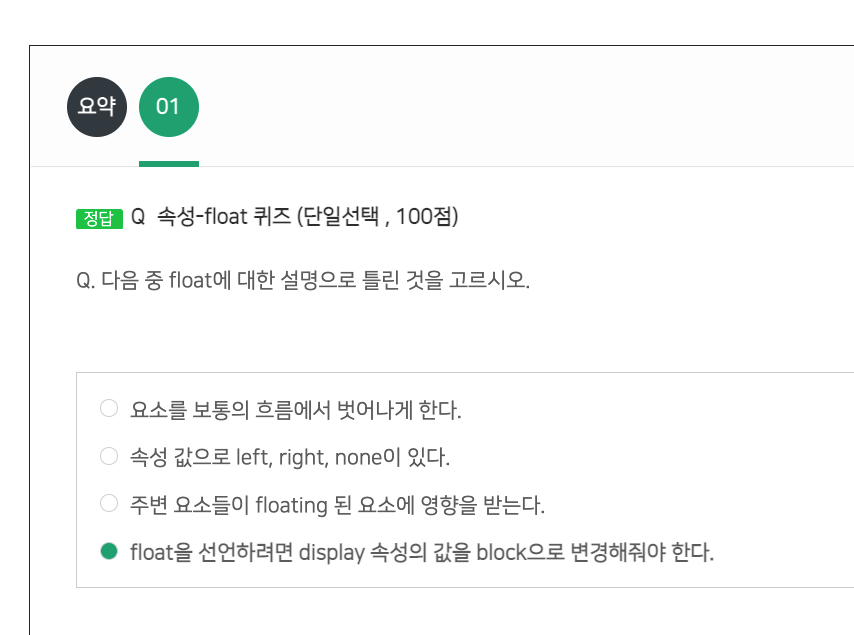 요약 01
정답 Q 속성-float 퀴즈 (단일선택 , 100점)
Q. 다음 중 float에 대한 설명으로 틀린 것을 고르시오.
요소를 보통의 흐름에서 벗어나게 한다.
속성 값으로 left, right, none이 있다.
주변 요소들이 floating 된 요소에 영향을 받는다.
float을 선언하려면 display 속성의 값을 block으로 변경해줘야 한다.